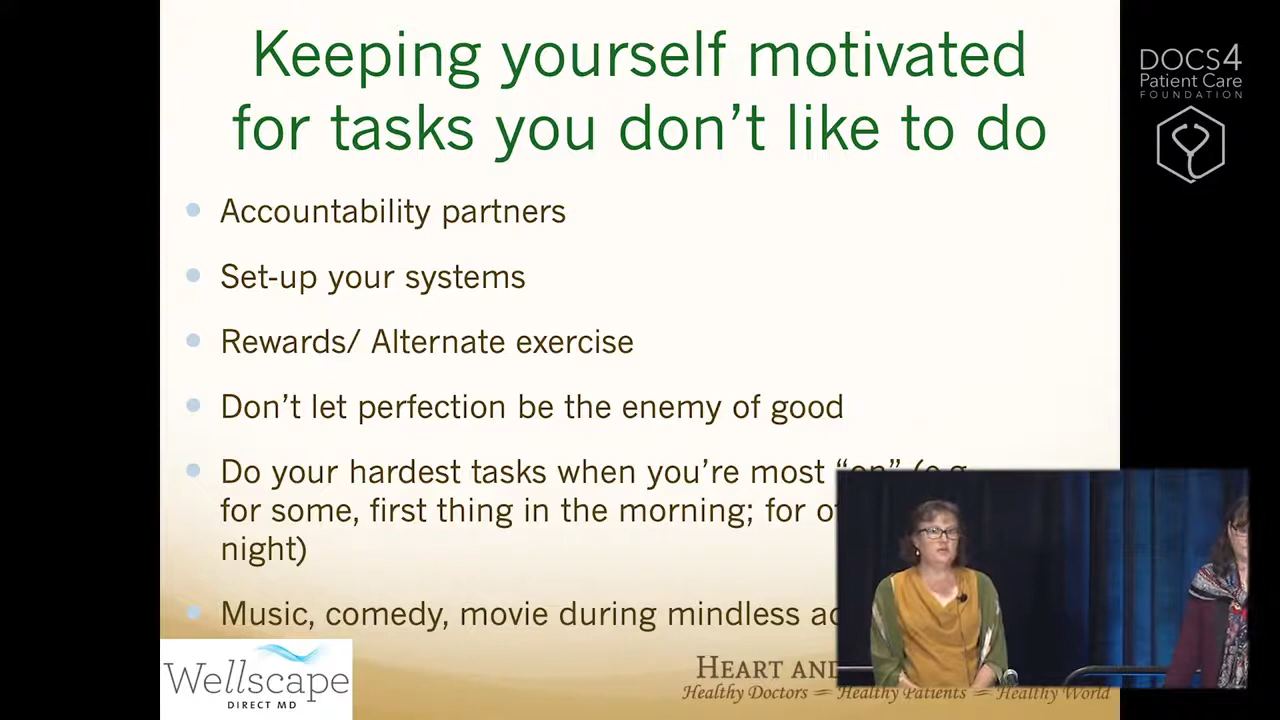 Keeping yourself motivated
for tasks you don’t like to do
Accountability partners
Set-up your systems
Rewards/ Alternate exercise
Don’t let perfection be the enemy of good
Do your hardest tasks when you’re most “on” (e.g.
for some, first thing in the morning; for
night)
Music, comedy, movie during mindless
Wellscape
DIRECT MD
HEART AND
Healthy Doctors — Healthy Patients — Healthy World
DOCS4
Patient Care
FOUNDATION